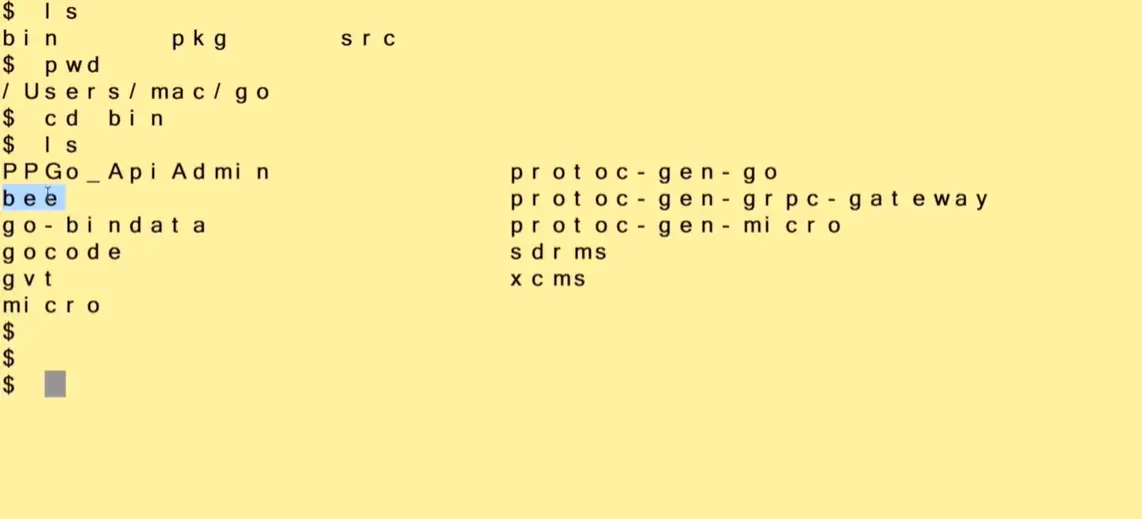 $ ls
bin pkg src
$ pwd
/Users/mac/go
$ cd bin
$ ls
PPGo_ApiAdmin protoc-gen-go
bee protoc-gen-grpc-gateway
go-bindata protoc-gen-micro
gocode sdrms
gvt xcms
micro
$
$
$